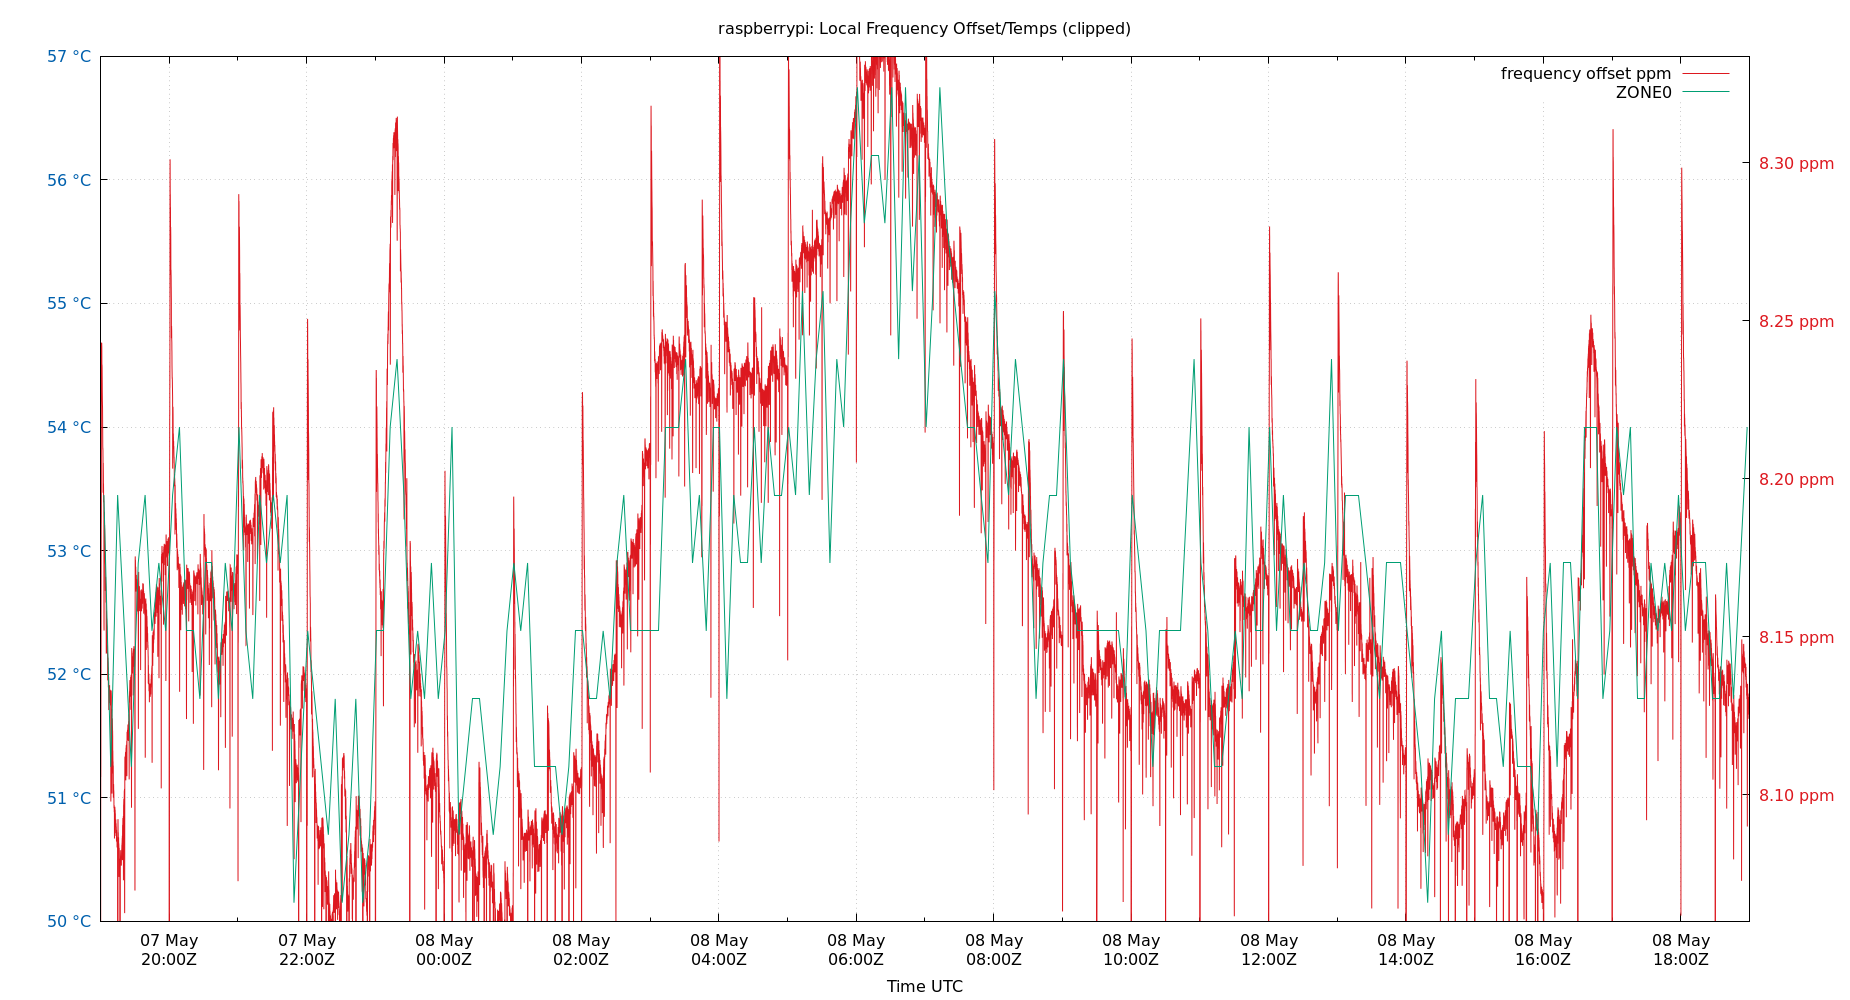 raspberrypi: Local Frequency Offset/Temps (clipped)
frequency offset ppm
ZONE0
57 °C
56 °C
55 °C
54 °C
53 °C
52 °C
51 °C
50 °C
8.30 ppm
8.25 ppm
8.20 ppm
8.15 ppm
8.10 ppm
07 May 07 May 08 May 08 May 08 May 08 May 08 May 08 May 08 May 08 May 08 May 08 May
20:00Z 22:00Z 00:00Z 02:00Z 04:00Z 06:00Z 08:00Z 10:00Z 12:00Z 14:00Z 16:00Z 18:00Z
Time UTC